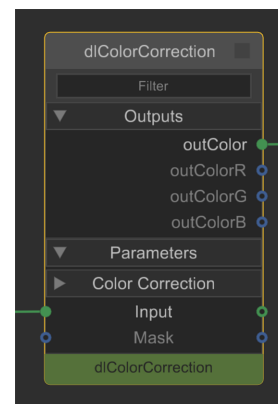 dlColorCorrection
Filter
Outputs
outColor
outColorR
outColorG
outColorB
Parameters
Color Correction
Input
Mask
dlColorCorrection